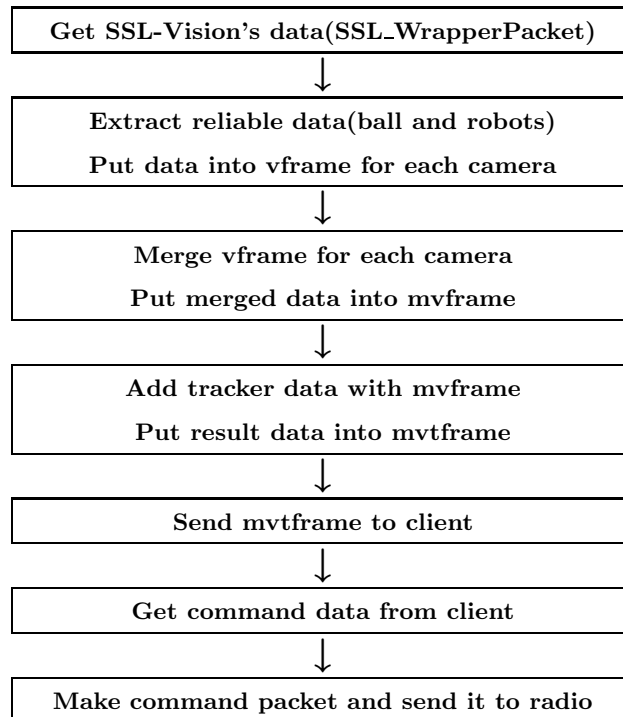 Get SSL-Vision's data(SSL_WrapperPacket)
Extract reliable data(ball and robots)
Put data into vframe for each camera
Merge vframe for each camera
Put merged data into mvframe
Add tracker data with mvframe
Put result data into mvtframe
Send mvtframe to client
Get command data from client
Make command packet and send it to radio